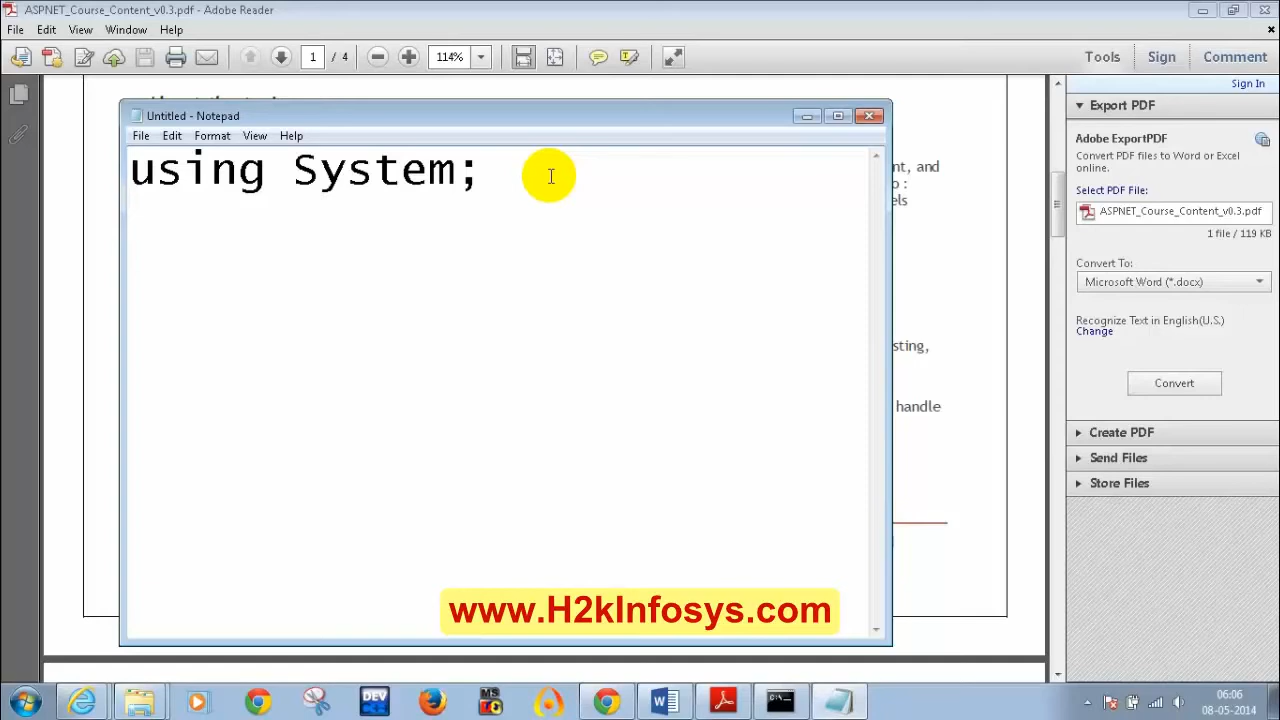 ASPNET_Course_Content_v0.3.pdf - Adobe Reader
File Edit View Window Help
1 / 4 114% Tools Sign Comment
Sign In
Untitled - Notepad
File Edit Format View Help
using System;
nt, and
o :
els
sting,
handle
Export PDF
Adobe ExportPDF
Convert PDF files to Word or Excel
online.
Select PDF File:
ASPNET_Course_Content_v0.3.pdf
1 file / 119 KB
Convert To:
Microsoft Word (*.docx)
Recognize Text in English(U.S.)
Change
Convert
Create PDF
Send Files
Store Files
www.H2kInfosys.com
DEV
MS
C:\
06:06
08-05-2014